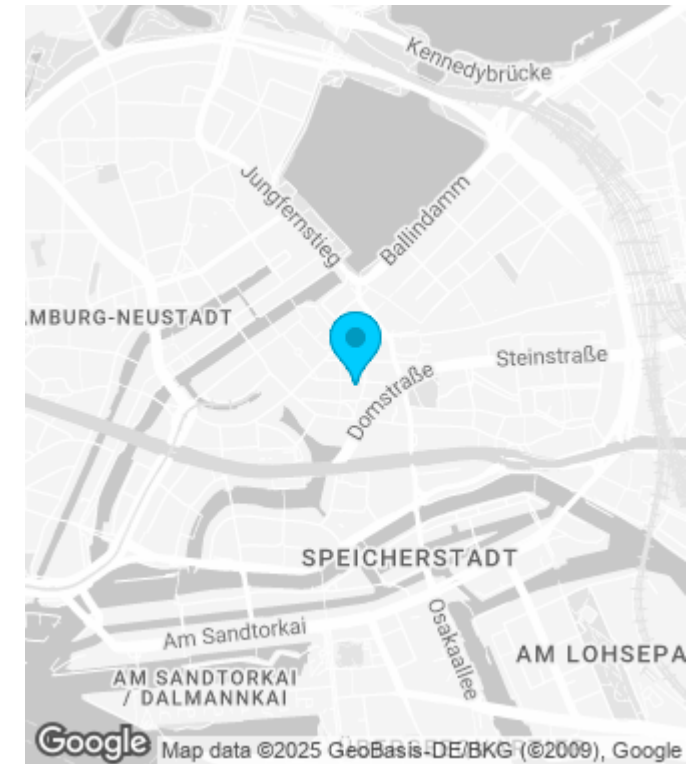 Kennedybrücke
Jungfernstieg
Ballindamm
AMBURG-NEUSTADT
Steinstraße
Domstraße
SPEICHERSTADT
Am Sandtorkai
Osakaallee
AM LOHSEPA
AM SANDTORKAI
/ DALMANNKAI
Google
Map data ©2025 GeoBasis-DE/BKG (©2009), Google